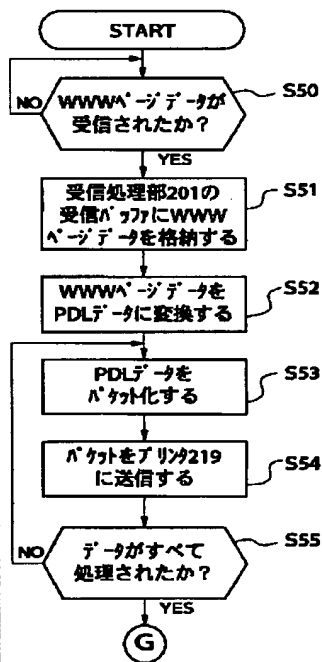 START
WWWページデータが
受信されたか？
S50
NO
YES
受信処理部201の
受信バッファにWWW
ページデータを格納する
S51
WWWページデータを
PDLデータに変換する
S52
PDLデータを
パケット化する
S53
パケットをプリンタ219
に送信する
S54
データがすべて
処理されたか？
S55
NO
YES
G